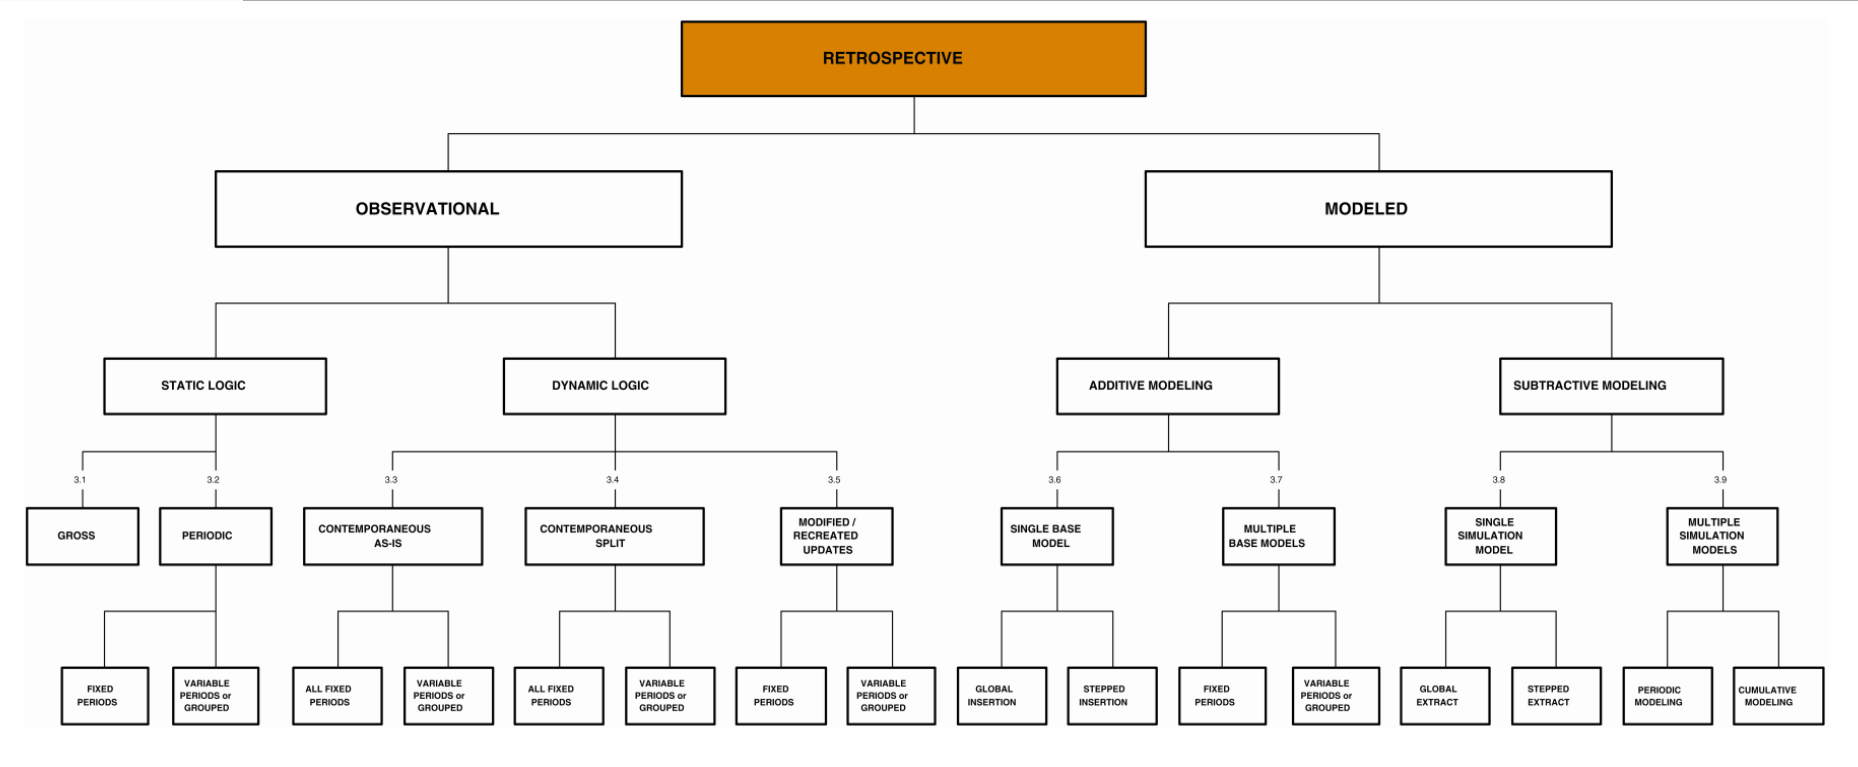 RETROSPECTIVE
OBSERVATIONAL
MODELED
STATIC LOGIC
DYNAMIC LOGIC
ADDITIVE MODELING
SUBTRACTIVE MODELING
3.1
3.2
3.3
3.4
3.5
3.6
3.7
3.8
3.9
GROSS
PERIODIC
CONTEMPORANEOUS
AS-IS
CONTEMPORANEOUS
SPLIT
MODIFIED /
RECREATED
UPDATES
SINGLE BASE
MODEL
MULTIPLE
BASE MODELS
SINGLE
SIMULATION
MODEL
MULTIPLE
SIMULATION
MODELS
FIXED
PERIODS
VARIABLE
PERIODS or
GROUPED
ALL FIXED
PERIODS
VARIABLE
PERIODS or
GROUPED
ALL FIXED
PERIODS
VARIABLE
PERIODS or
GROUPED
FIXED
PERIODS
VARIABLE
PERIODS or
GROUPED
GLOBAL
INSERTION
STEPPED
INSERTION
FIXED
PERIODS
VARIABLE
PERIODS or
GROUPED
GLOBAL
EXTRACT
STEPPED
EXTRACT
PERIODIC
MODELING
CUMULATIVE
MODELING